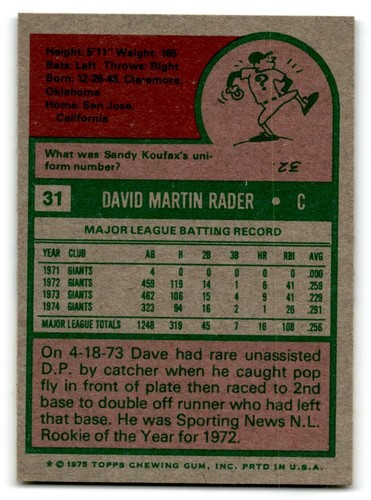 Height: 5'11" Weight: 165
Bats: Left Throws: Right
Born: 12-26-43, Claremore,
Oklahoma
Home: San Jose,
California
?
What was Sandy Koufax's uni-
form number?
32
31 DAVID MARTIN RADER • C
MAJOR LEAGUE BATTING RECORD
YEAR CLUB AB H 2B 3B HR RBI AVG
1971 GIANTS 4 0 0 0 0 0 .000
1972 GIANTS 459 119 14 1 6 41 .259
1973 GIANTS 462 106 15 4 9 41 .229
1974 GIANTS 323 94 16 2 1 26 .291
MAJOR LEAGUE TOTALS 1248 319 45 7 16 108 .256
On 4-18-73 Dave had rare unassisted
D.P. by catcher when he caught pop
fly in front of plate then raced to 2nd
base to double off runner who had left
that base. He was Sporting News N.L.
Rookie of the Year for 1972.
★ © 1975 TOPPS CHEWING GUM, INC. PRTD IN U.S.A.